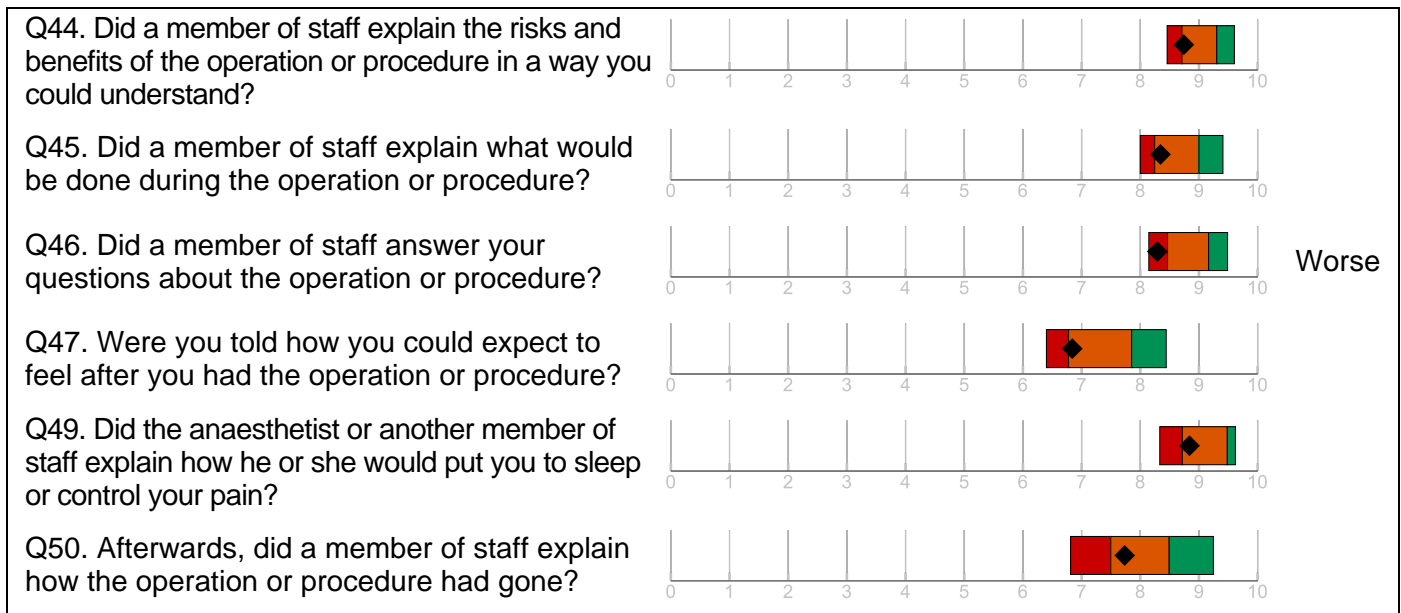 Q44. Did a member of staff explain the risks and
benefits of the operation or procedure in a way you
could understand?
0 1 2 3 4 5 6 7 8 9 10
Q45. Did a member of staff explain what would
be done during the operation or procedure?
0 1 2 3 4 5 6 7 8 9 10
Q46. Did a member of staff answer your
questions about the operation or procedure?
Worse
0 1 2 3 4 5 6 7 8 9 10
Q47. Were you told how you could expect to
feel after you had the operation or procedure?
0 1 2 3 4 5 6 7 8 9 10
Q49. Did the anaesthetist or another member of
staff explain how he or she would put you to sleep
or control your pain?
0 1 2 3 4 5 6 7 8 9 10
Q50. Afterwards, did a member of staff explain
how the operation or procedure had gone?
0 1 2 3 4 5 6 7 8 9 10